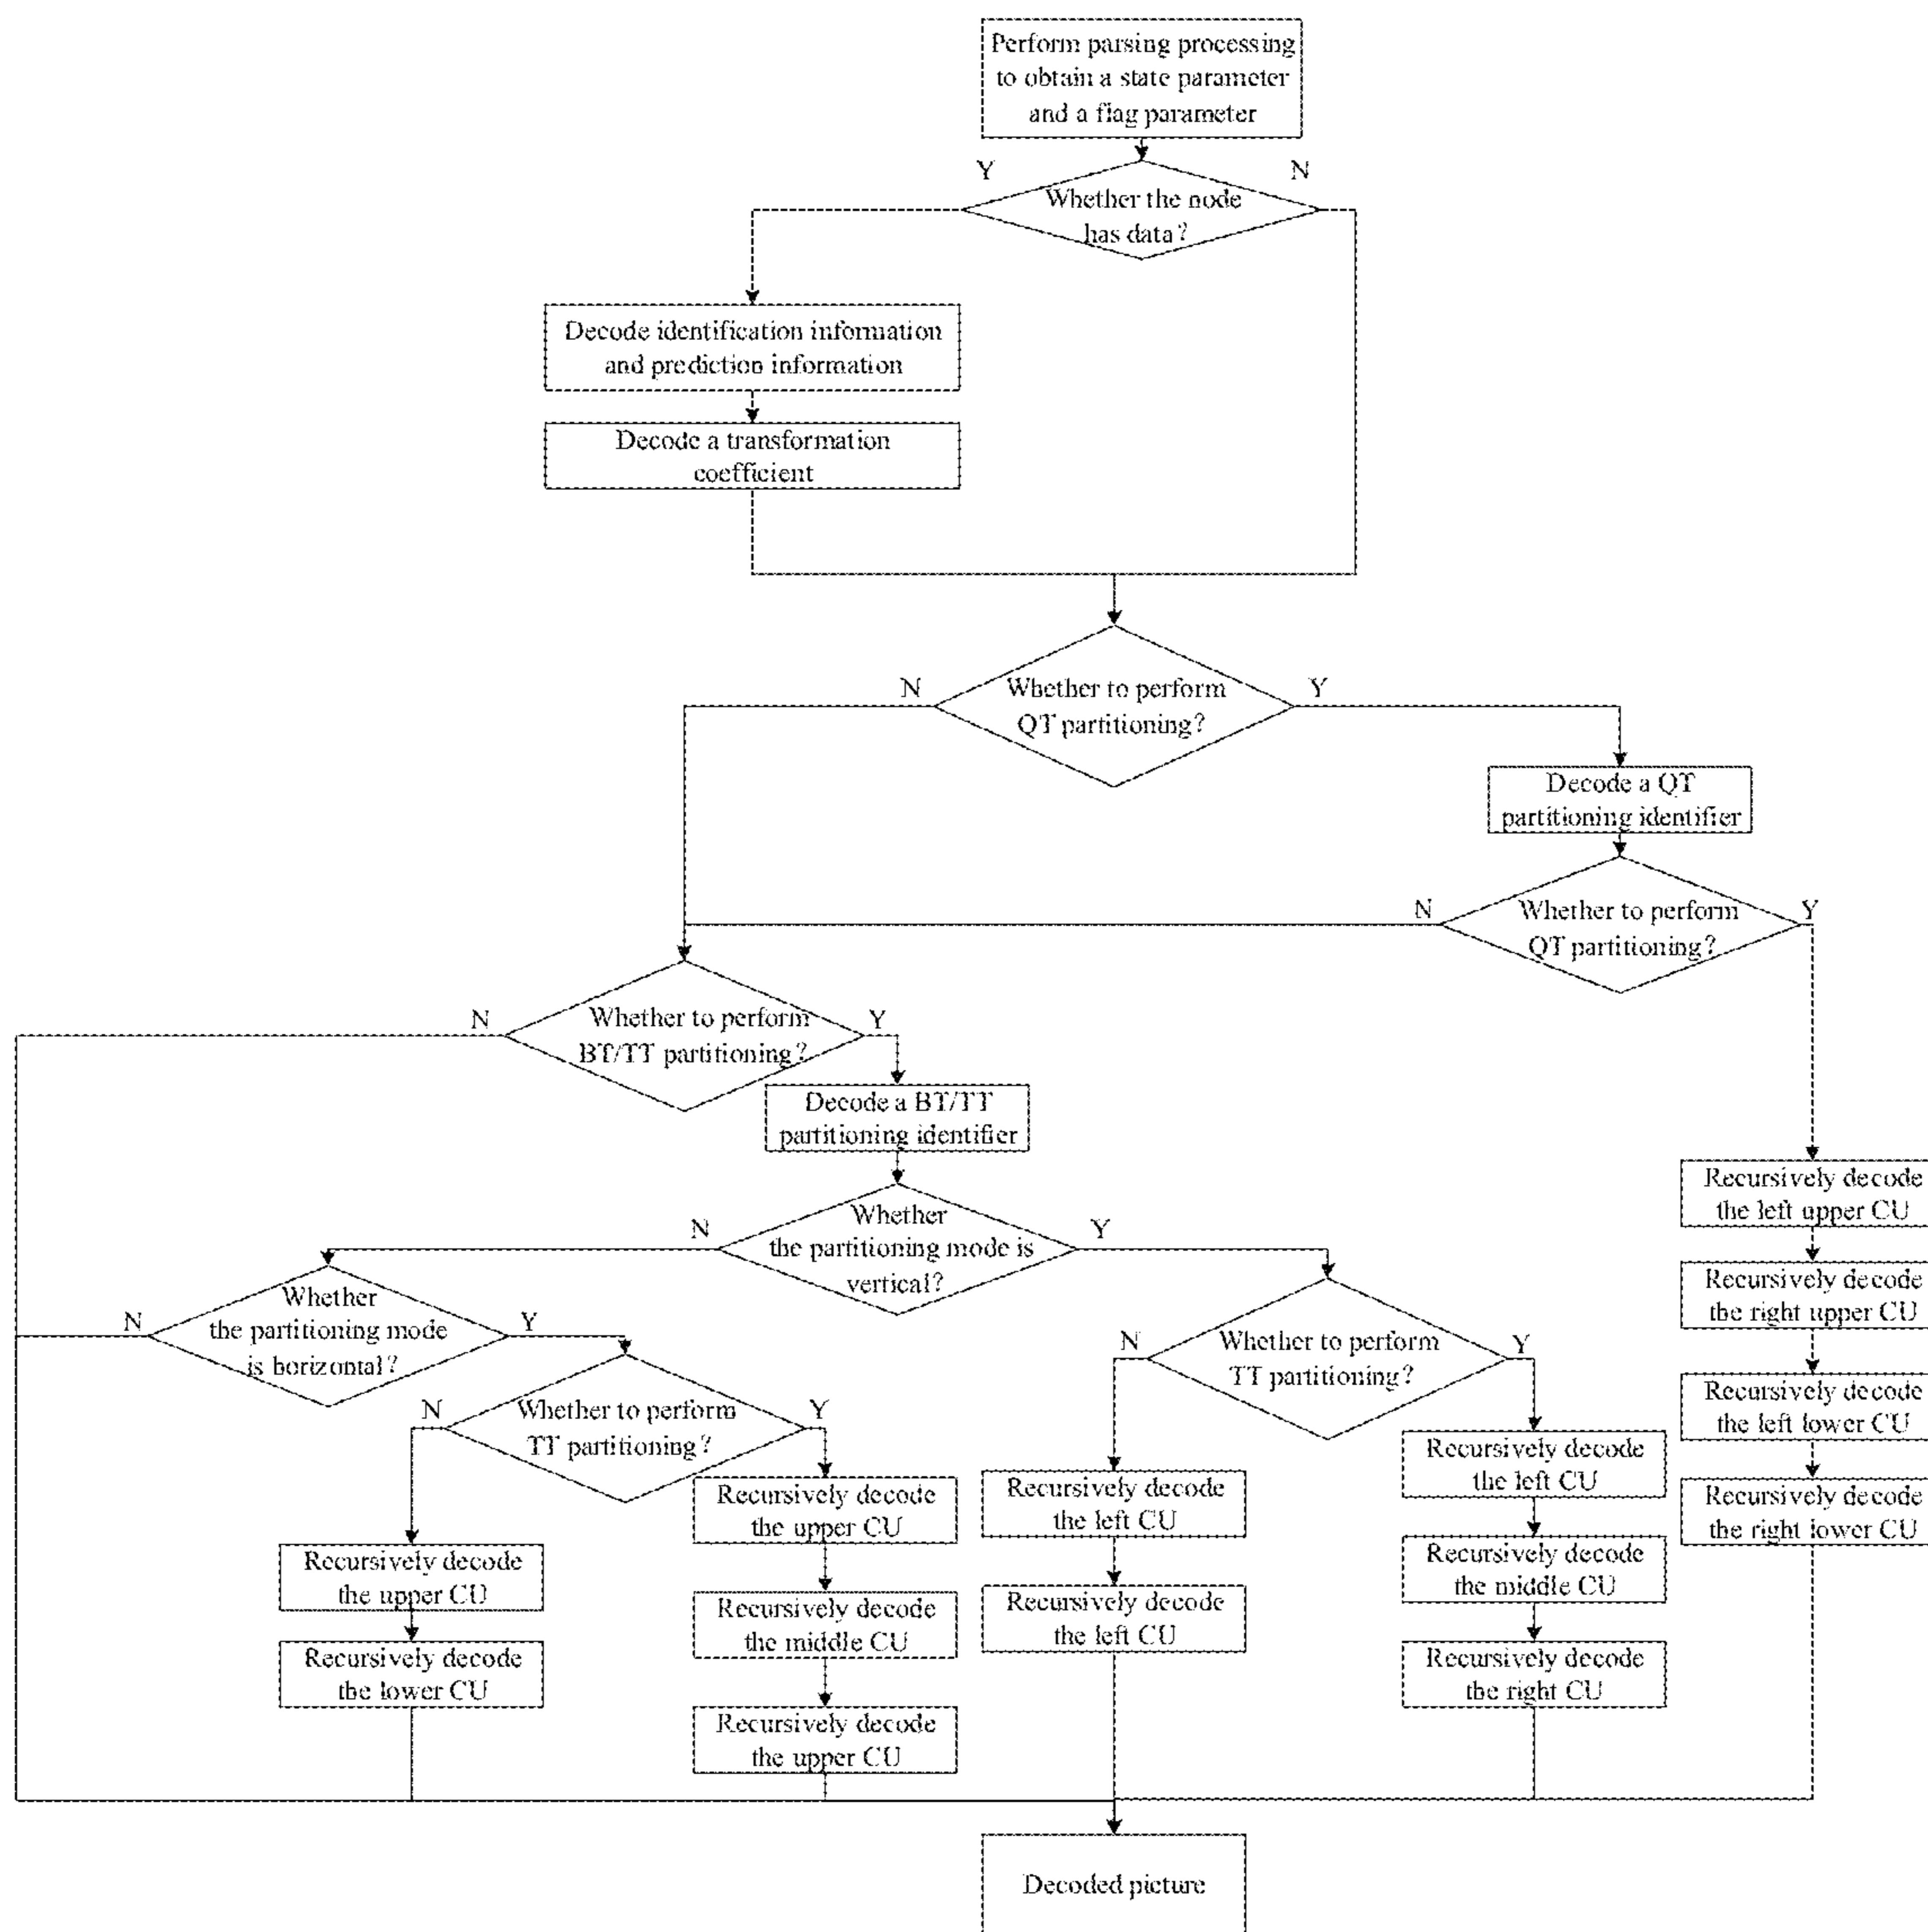 Perform parsing processing
to obtain a state parameter
and a flag parameter
Y
N
Whether the node
has data?
Decode identification information
and prediction information
Decode a transformation
coefficient
N
Whether to perform
QT partitioning?
Y
Decode a QT
partitioning identifier
N
Whether to perform
QT partitioning?
Y
N
Whether to perform
BT/TT partitioning?
Y
Decode a BT/TT
partitioning identifier
N
Whether
the partitioning mode is
vertical?
Y
N
Whether
the partitioning mode
is horizontal?
Y
N
Whether to perform
TT partitioning?
Y
N
Whether to perform
TT partitioning?
Y
Recursively decode
the upper CU
Recursively decode
the lower CU
Recursively decode
the upper CU
Recursively decode
the middle CU
Recursively decode
the upper CU
Recursively decode
the left CU
Recursively decode
the left CU
Recursively decode
the left CU
Recursively decode
the middle CU
Recursively decode
the right CU
Recursively decode
the left upper CU
Recursively decode
the right upper CU
Recursively decode
the left lower CU
Recursively decode
the right lower CU
Decoded picture